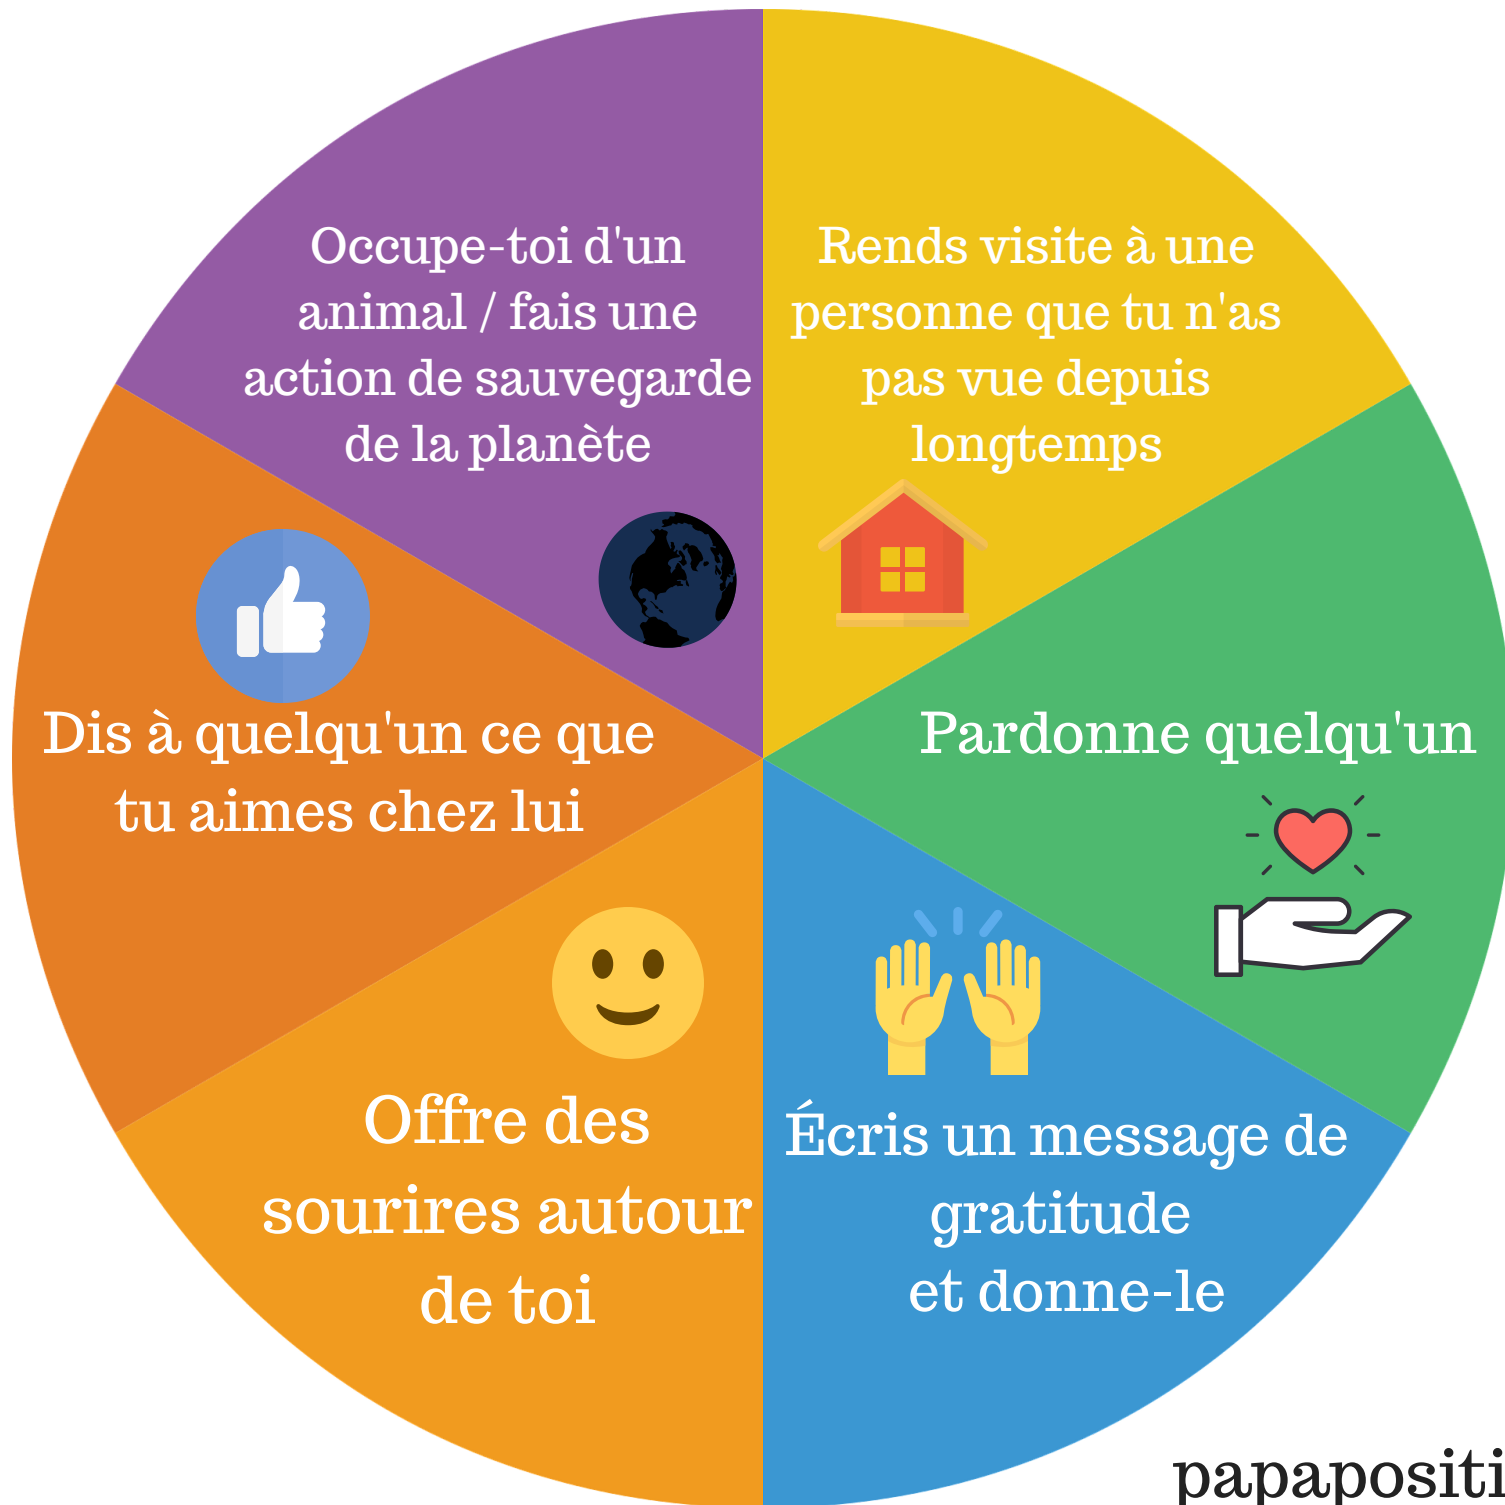 Occupe-toi d'un
animal / fais une
action de sauvegarde
de la planète
Rends visite à une
personne que tu n'as
pas vue depuis
longtemps
Dis à quelqu'un ce que
tu aimes chez lui
Pardonne quelqu'un
Offre des
sourires autour
de toi
Écris un message de
gratitude
et donne-le
papapositi